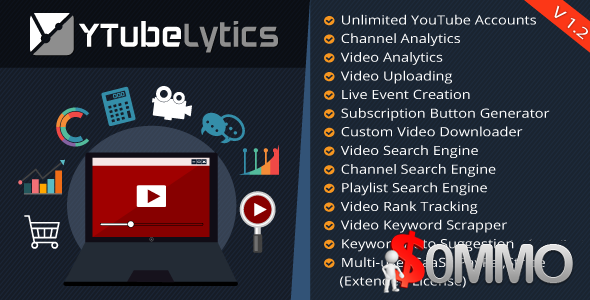 YTubeLytics
V 1.2
Unlimited YouTube Accounts
Channel Analytics
Video Analytics
Video Uploading
Live Event Creation
Subscription Button Generator
Custom Video Downloader
Video Search Engine
Channel Search Engine
Playlist Search Engine
Video Rank Tracking
Video Keyword Scrapper
Keyword Suggestion
Multi-
(Exten License)
$0MMO